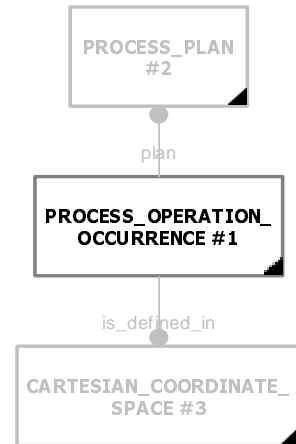 PROCESS_PLAN
#2
plan
PROCESS_OPERATION_
OCCURRENCE #1
is_defined_in
CARTESIAN_COORDINATE_
SPACE #3